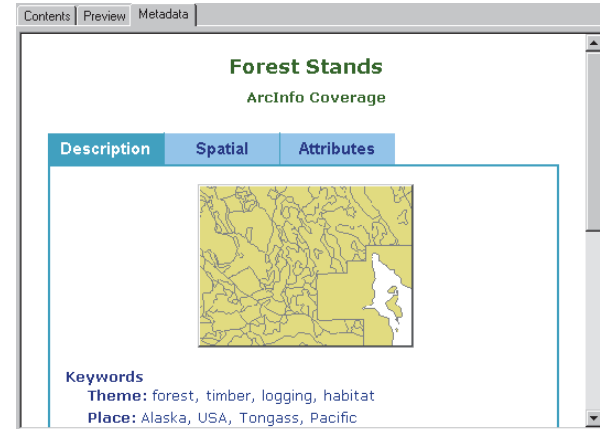 Contents Preview Metadata
Forest Stands
ArcInfo Coverage
Description Spatial Attributes
Keywords
Theme: forest, timber, logging, habitat
Place: Alaska, USA, Tongass, Pacific